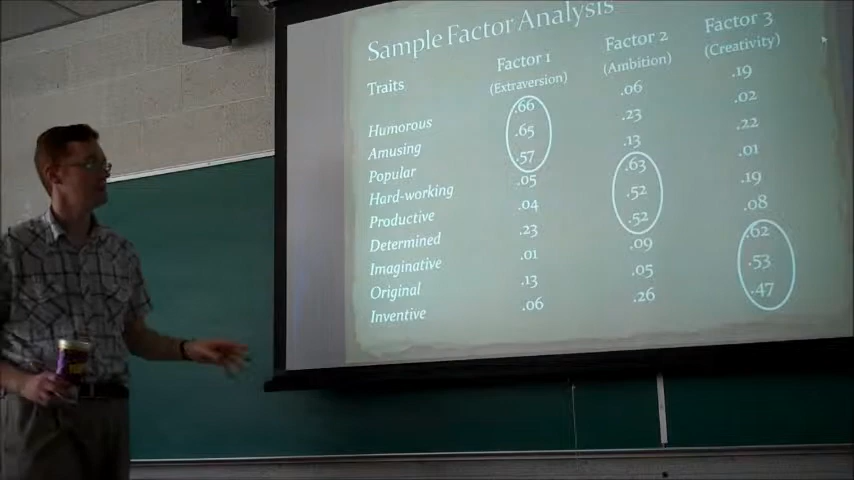 Sample Factor Analysis
Traits Factor 1 Factor 2 Factor 3
(Extraversion) (Ambition) (Creativity)
Humorous .66 .06 .19
Amusing .65 .23 .02
Popular .57 .13 .22
Hard-working .05 .63 .01
Productive .04 .52 .19
Determined .23 .52 .08
Imaginative .01 .09 .62
Original .13 .05 .53
Inventive .06 .26 .47